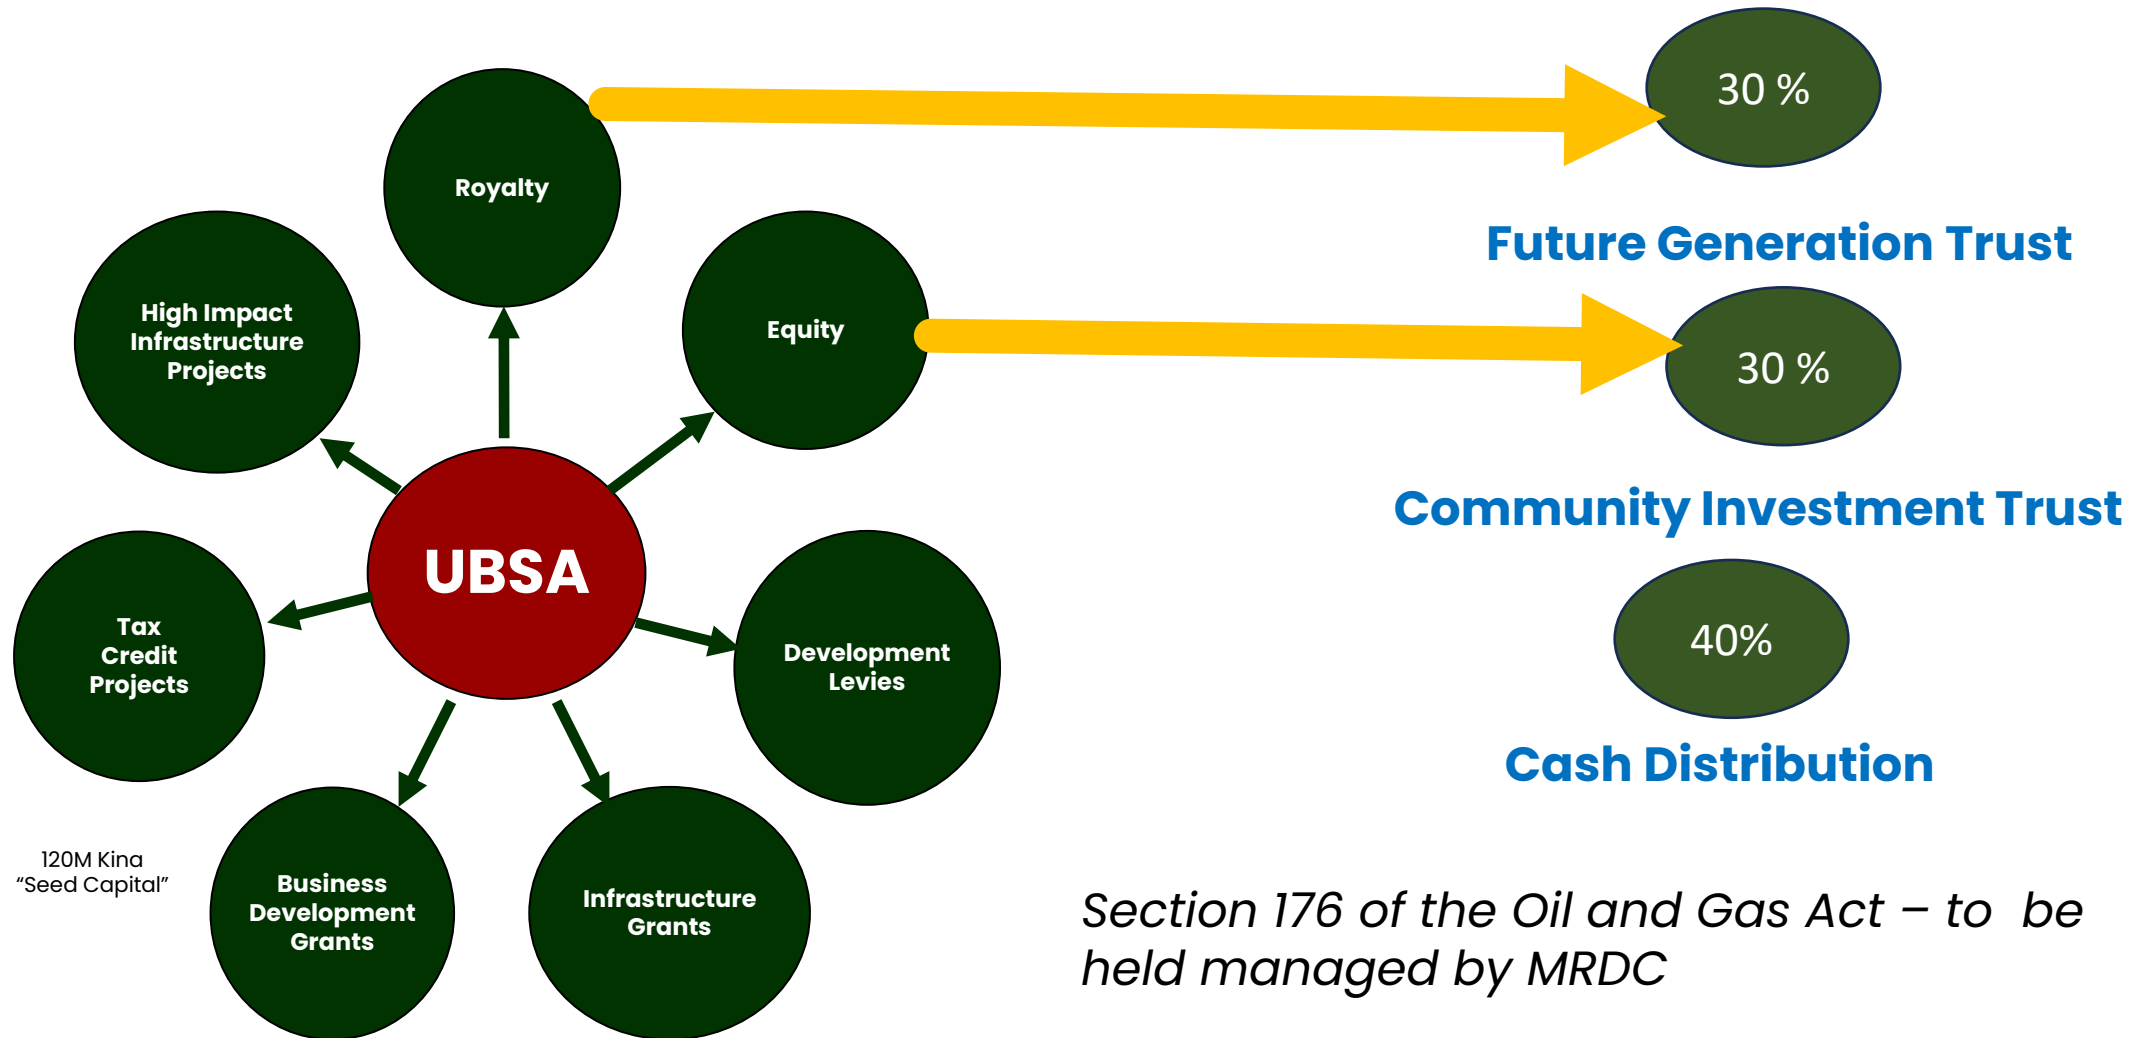 Royalty
30 %
Future Generation Trust
High Impact
Infrastructure
Projects
Equity
30 %
Community Investment Trust
UBSA
Tax
Credit
Projects
Development
Levies
40%
Cash Distribution
120M Kina
“Seed Capital”
Business
Development
Grants
Infrastructure
Grants
Section 176 of the Oil and Gas Act – to  be
held managed by MRDC